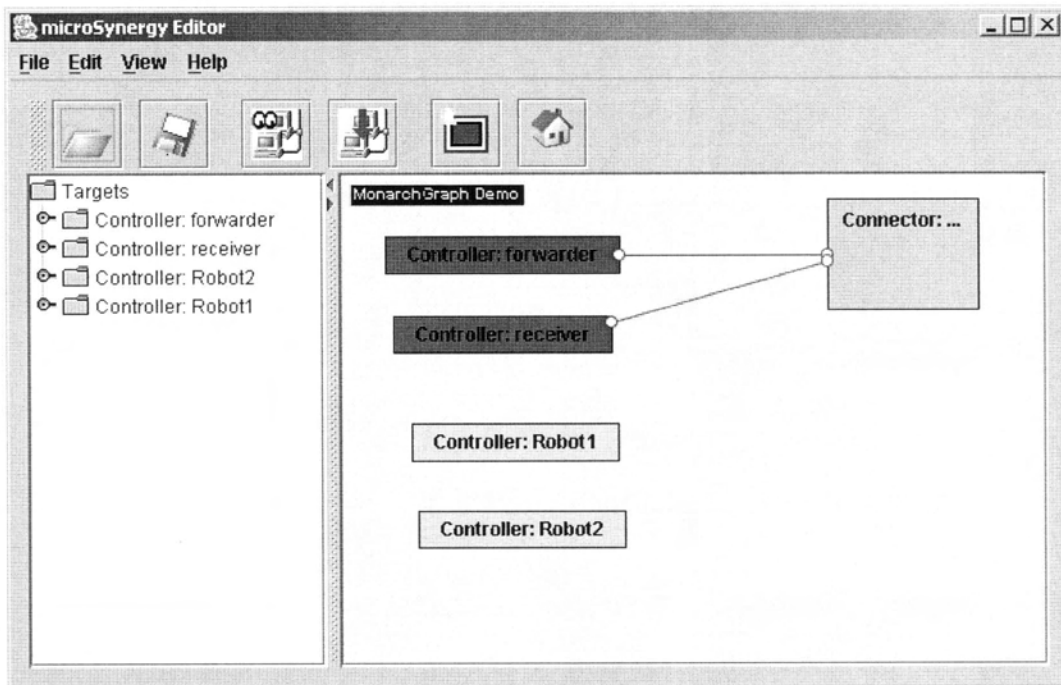 microSynergy Editor
File Edit View Help
Targets
Controller: forwarder
Controller: receiver
Controller: Robot2
Controller: Robot1
MonarchGraph Demo
Controller: forwarder
Connector: ...
Controller: receiver
Controller: Robot1
Controller: Robot2